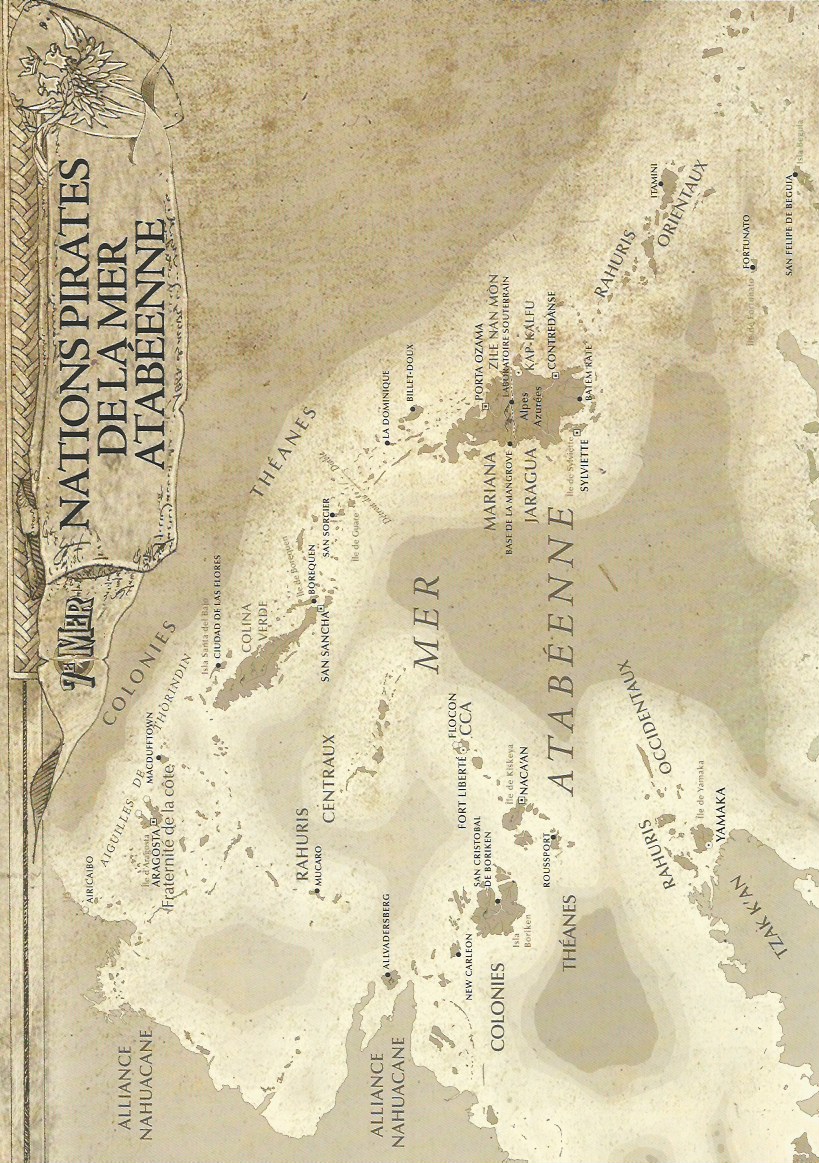 7E MER
NATIONS PIRATES
DE LA MER
ATABÉENNE
AIRICAIBO
ALLIANCE
NAHUACANE
AIGUILLES DE THORINDIN
COLONIES
Île d'Aragosta
ARAGOSTA
MACDUFFTOWN
Fraternité de la côte
Isla Santa del Bajo
CIUDAD DE LAS FLORES
COLINA
VERDE
THÉANES
RAHURIS
MUCARO
CENTRAUX
Île de Borequen
BOREQUEN
SAN SANCHA
SAN SORCIER
Île de Guare
Détroit du Diable
ALLIANCE
NAHUACANE
ALLVADERSBERG
LA DOMINIQUE
BILLET-DOUX
MER
NEW CARLEON
FORT LIBERTÉ
FLOCON
CCA
SAN CRISTOBAL
DE BORIKEN
COLONIES
Isla
Boriken
Île de Kiskeya
NACA'AN
ROUSSPORT
THÉANES
ATABÉENNE
PORTA OZAMA
MARIANA
ZILE NAN MÒN
BASE DE LA MANGROVE
LABORATOIRE SOUTERRAIN
JARAGUA
Alpes
Azurées
KAP-KALFU
CONTREDANSE
Île de Sylviette
SYLVIETTE
BATEM RATE
RAHURIS
OCCIDENTAUX
RAHURIS
ORIENTAUX
ITAMINI
Île de Yamaka
YAMAKA
TZAK K'AN
Île de Fortunato
FORTUNATO
SAN FELIPE DE BEGUIA
Isla Beguia